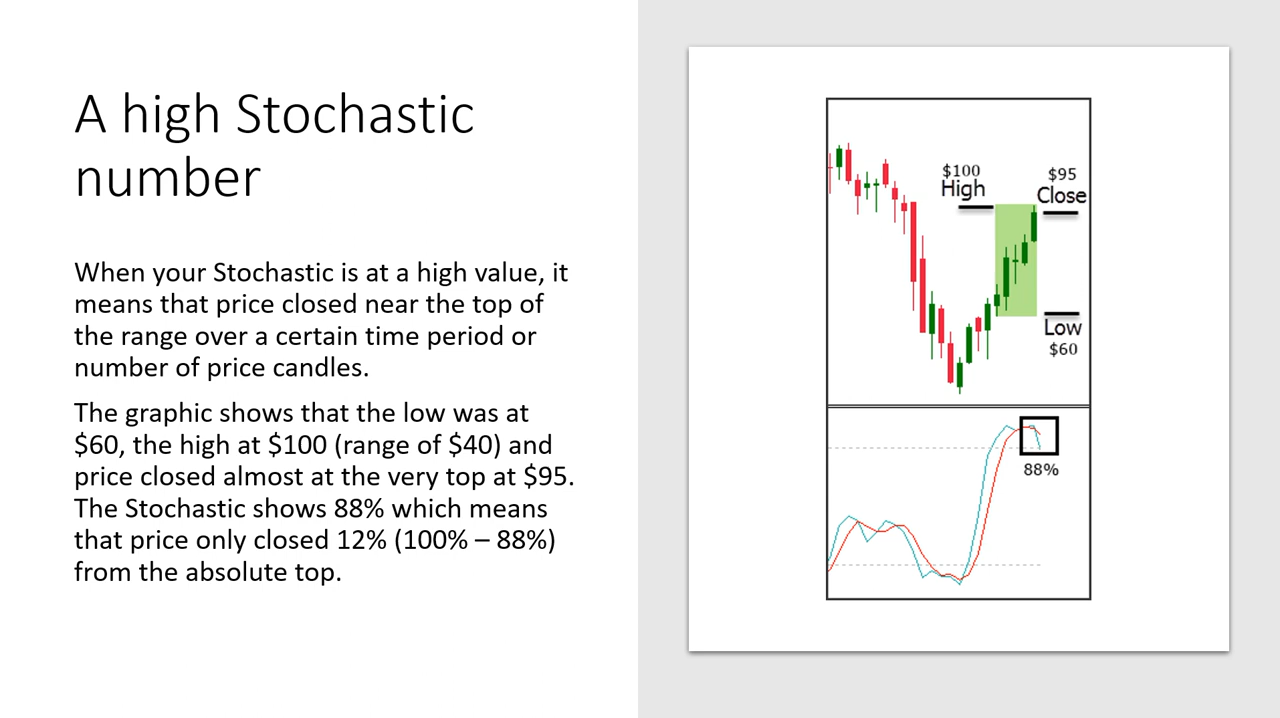 A high Stochastic
number
When your Stochastic is at a high value, it
means that price closed near the top of
the range over a certain time period or
number of price candles.
The graphic shows that the low was at
$60, the high at $100 (range of $40) and
price closed almost at the very top at $95.
The Stochastic shows 88% which means
that price only closed 12% (100% – 88%)
from the absolute top.
$100
High
$95
Close
Low
$60
88%